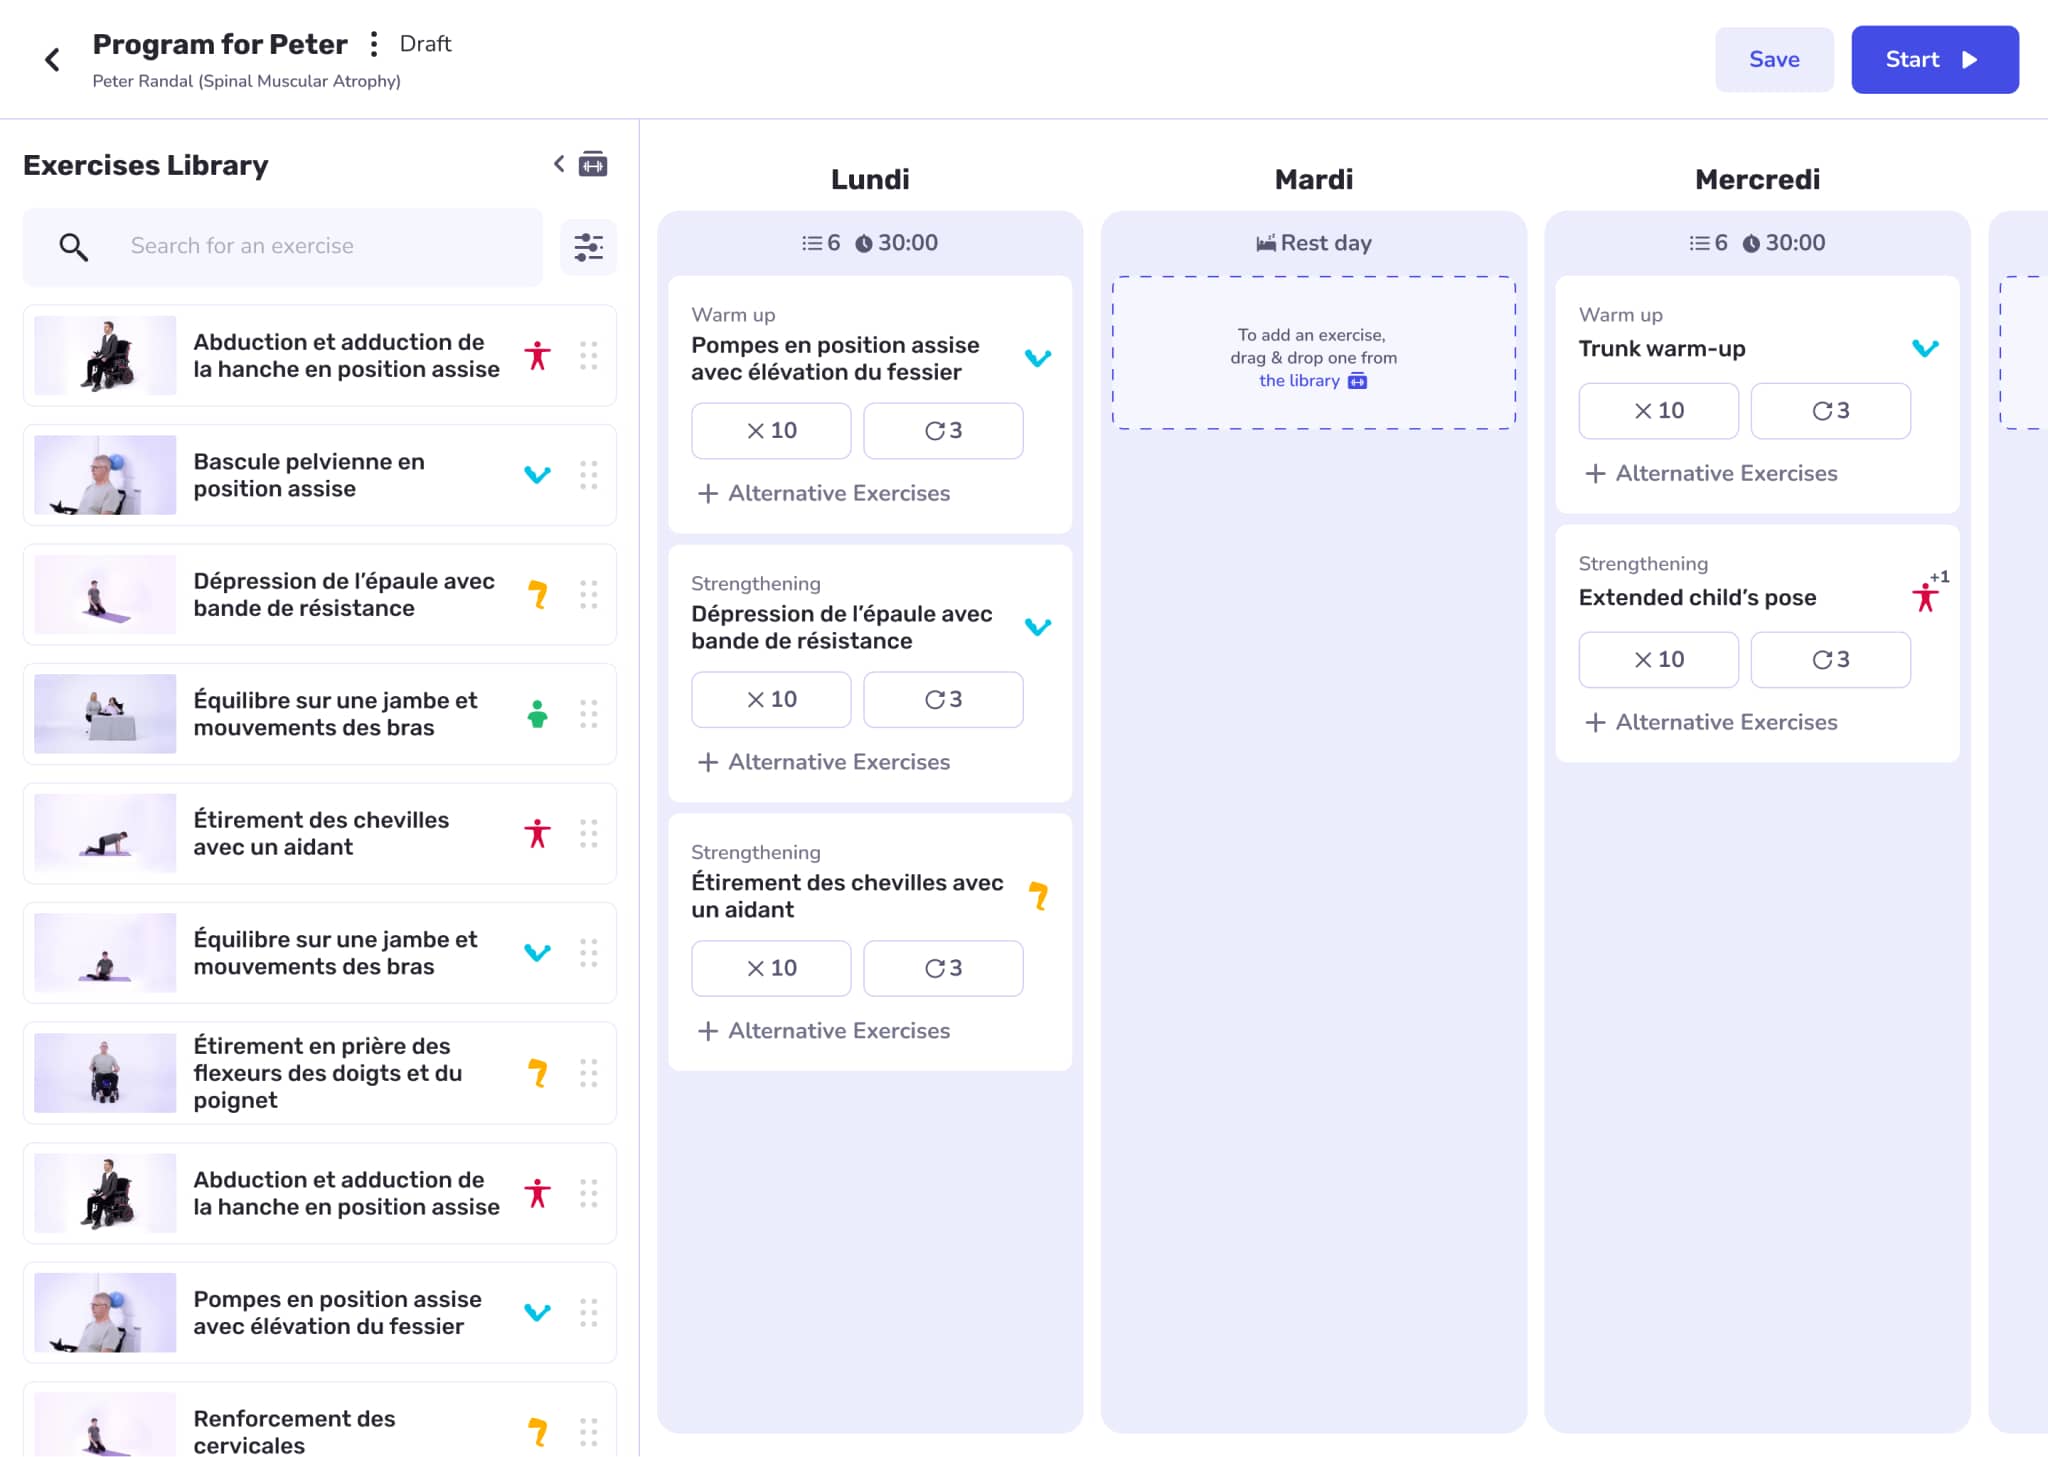 Program for Peter
Draft
Peter Randal (Spinal Muscular Atrophy)
Save
Start
Exercises Library
Search for an exercise
Abduction et adduction de
la hanche en position assise
Bascule pelvienne en
position assise
Dépression de l’épaule avec
bande de résistance
Équilibre sur une jambe et
mouvements des bras
Étirement des chevilles
avec un aidant
Équilibre sur une jambe et
mouvements des bras
Étirement en prière des
flexeurs des doigts et du
poignet
Abduction et adduction de
la hanche en position assise
Pompes en position assise
avec élévation du fessier
Renforcement des
cervicales
Lundi
6 30:00
Warm up
Pompes en position assise
avec élévation du fessier
× 10
3
+ Alternative Exercises
Strengthening
Dépression de l’épaule avec
bande de résistance
× 10
3
+ Alternative Exercises
Strengthening
Étirement des chevilles avec
un aidant
× 10
3
+ Alternative Exercises
Mardi
Rest day
To add an exercise,
drag & drop one from
the library
Mercredi
6 30:00
Warm up
Trunk warm-up
× 10
3
+ Alternative Exercises
Strengthening
+1
Extended child’s pose
× 10
3
+ Alternative Exercises